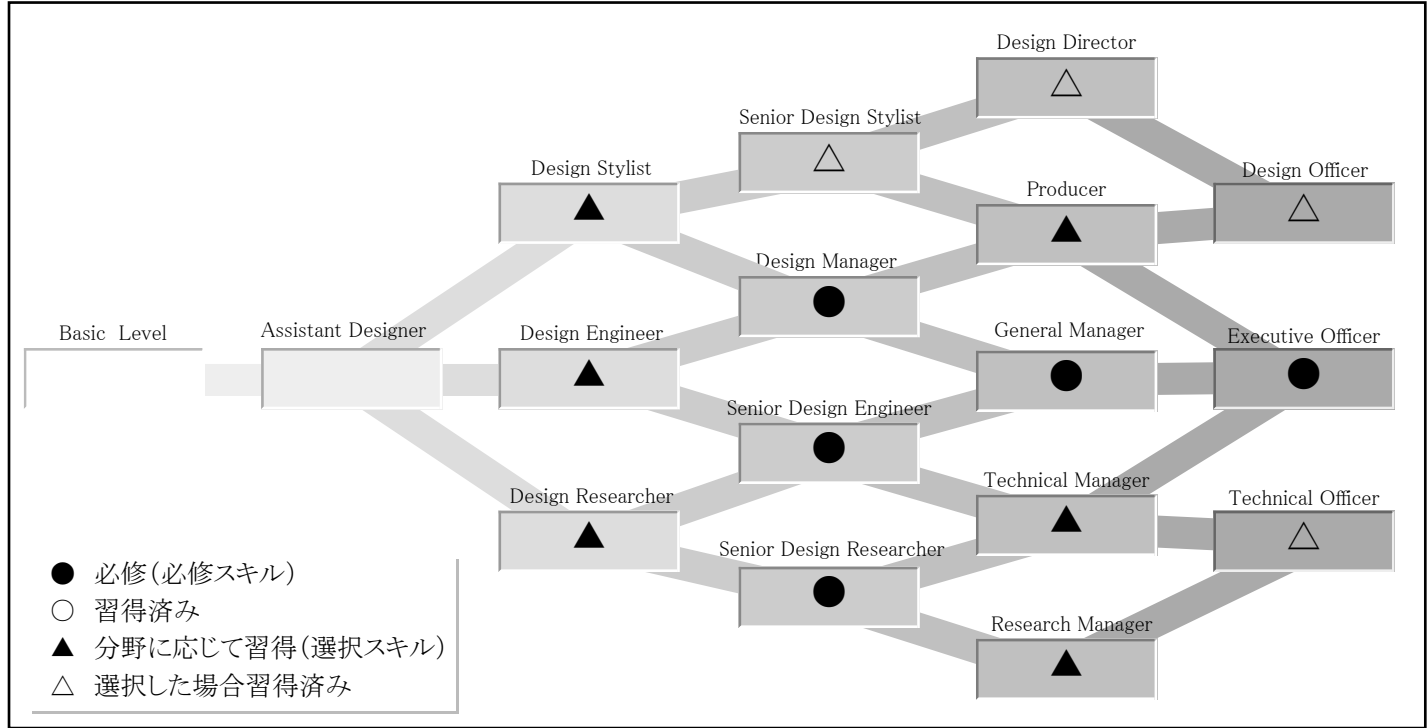 Design Director
△
Senior Design Stylist
△
Design Stylist
▲
Producer
▲
Design Officer
△
Design Manager
●
Basic Level
Assistant Designer
Design Engineer
▲
General Manager
●
Executive Officer
●
Senior Design Engineer
●
Design Researcher
▲
Technical Manager
▲
Technical Officer
△
Senior Design Researcher
●
Research Manager
▲
● 必修（必修スキル）
○ 習得済み
▲ 分野に応じて習得（選択スキル）
△ 選択した場合習得済み